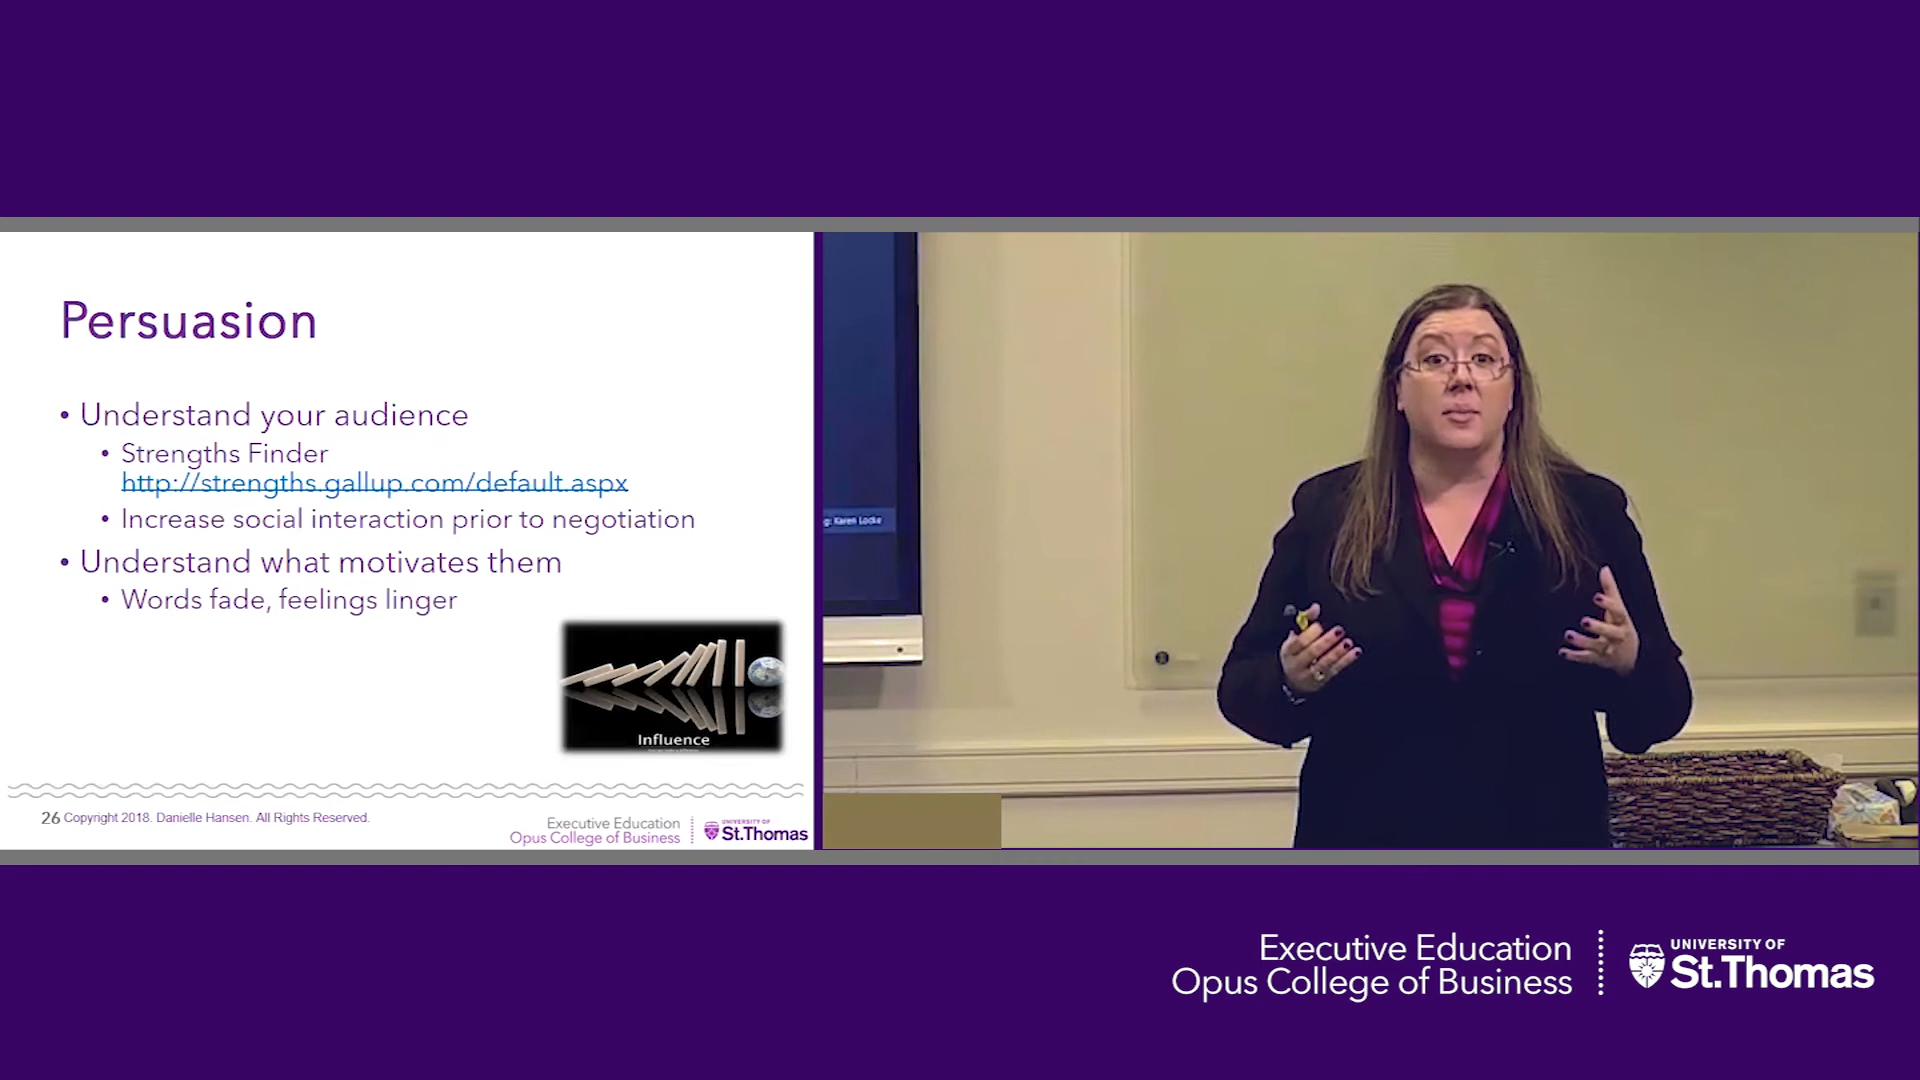 Persuasion
• Understand your audience
• Strengths Finder
http://strengths.gallup.com/default.aspx
• Increase social interaction prior to negotiation
• Understand what motivates them
• Words fade, feelings linger
Influence
26 Copyright 2018. Danielle Hansen. All Rights Reserved.
Executive Education
Opus College of Business
UNIVERSITY OF
St.Thomas
g: Karen Locke
Executive Education
Opus College of Business
UNIVERSITY OF
St.Thomas